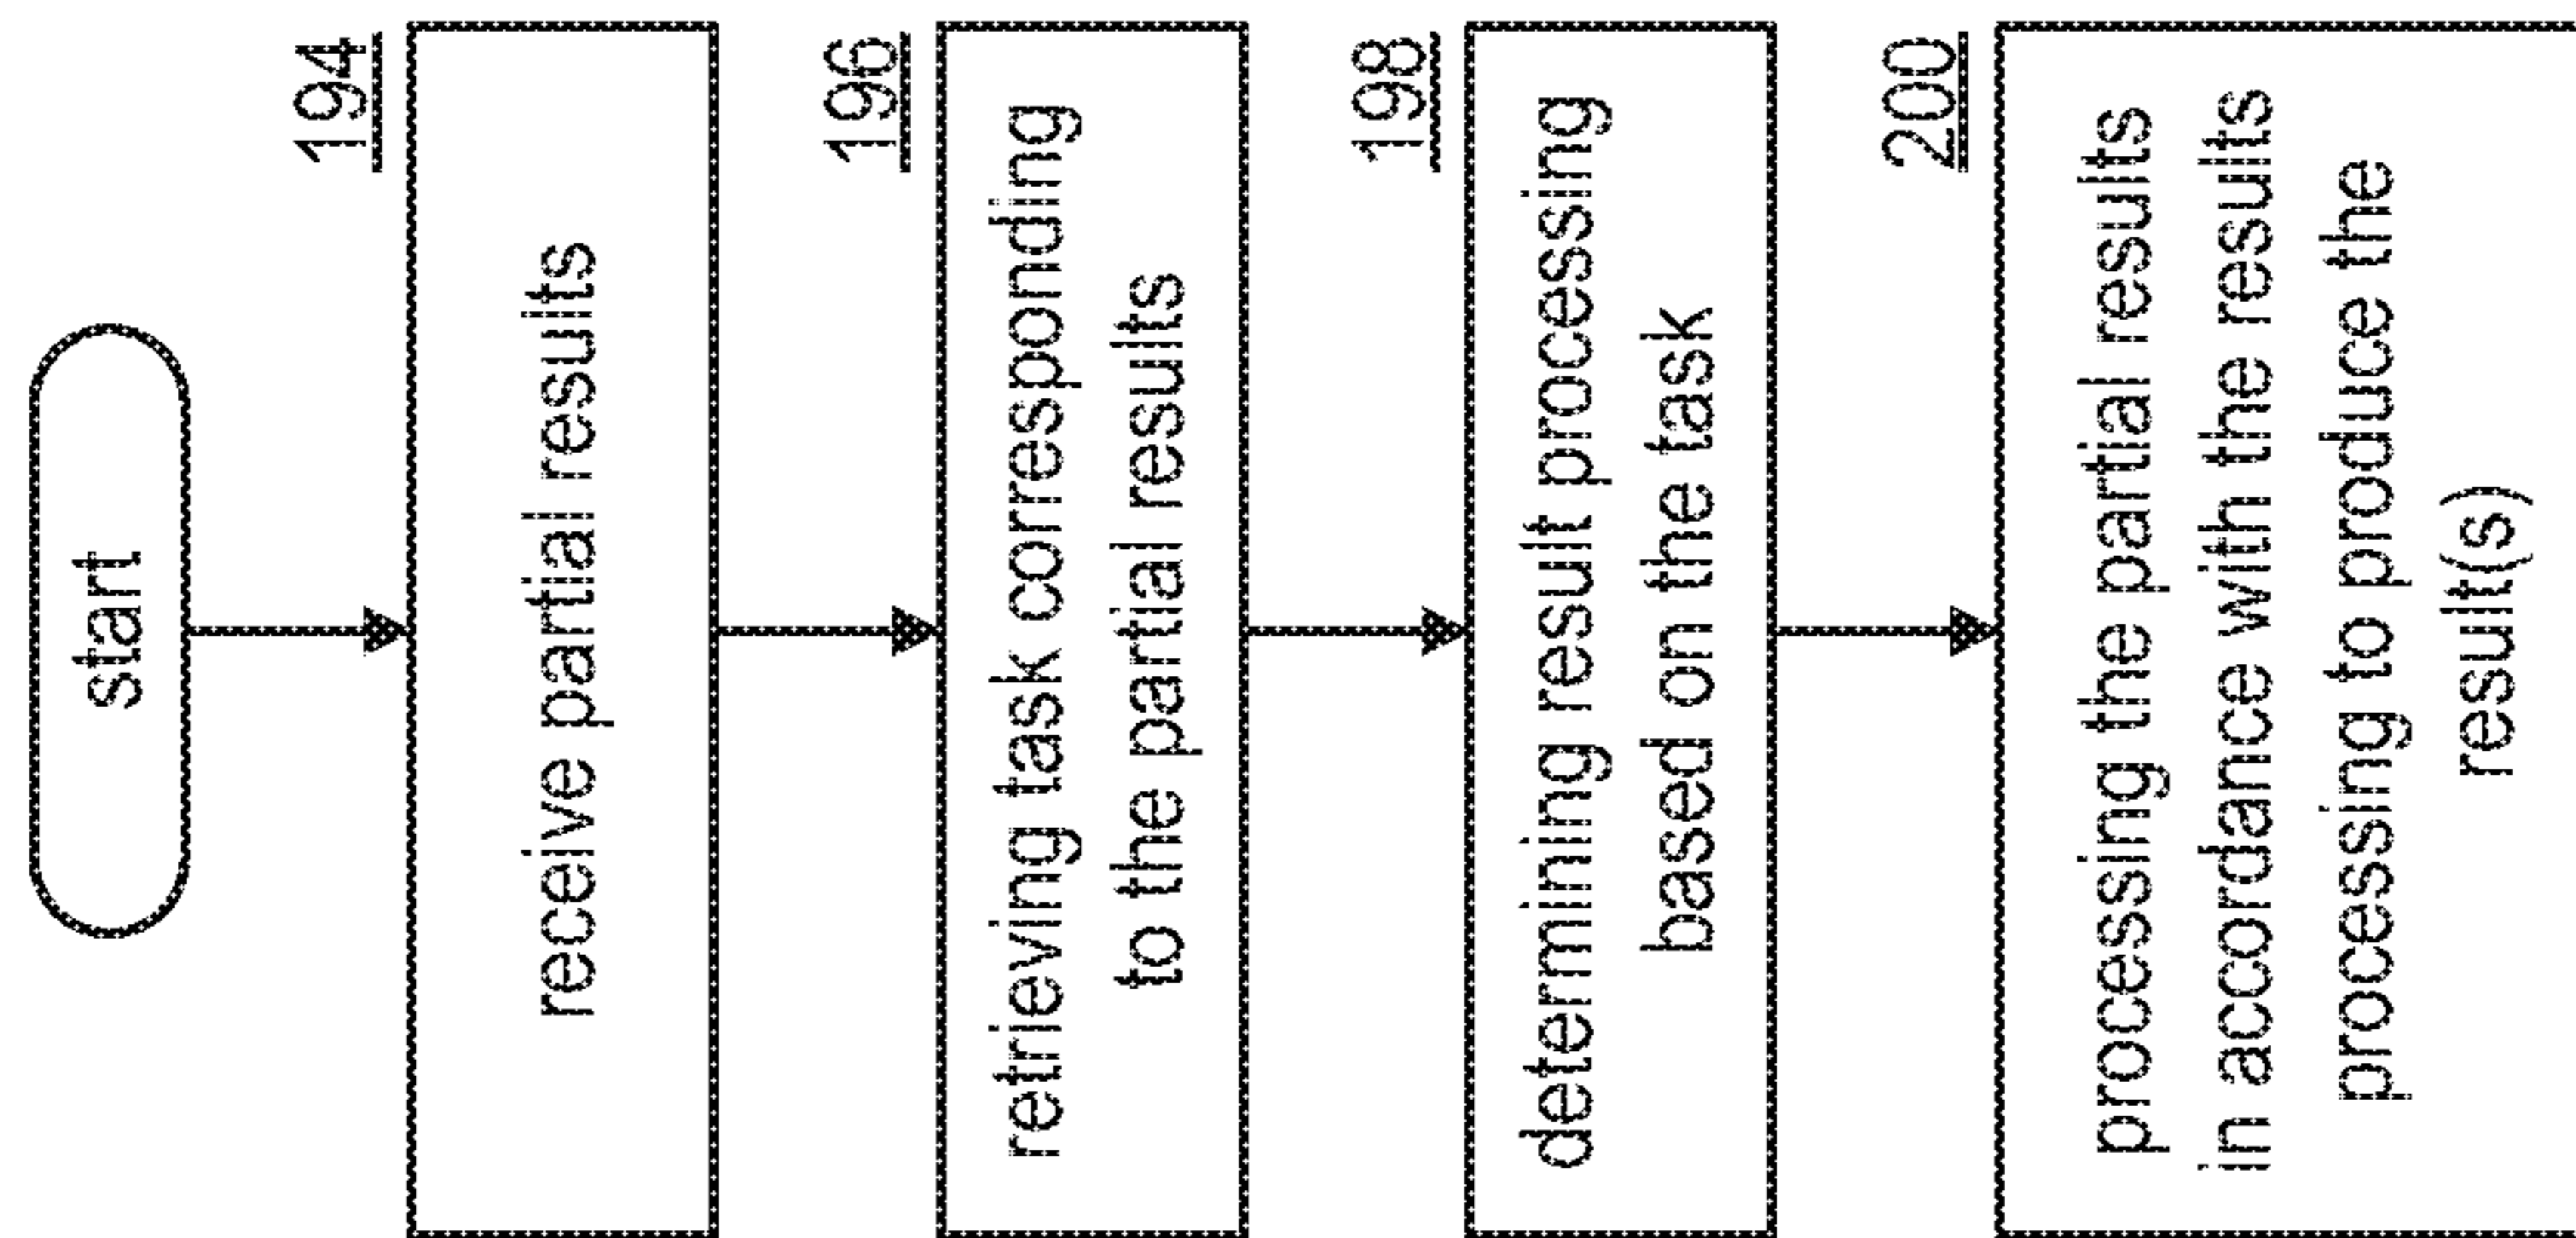 start
194
receive partial results
196
retrieving task corresponding
to the partial results
198
determining result processing
based on the task
200
processing the partial results
in accordance with the results
processing to produce the
result(s)